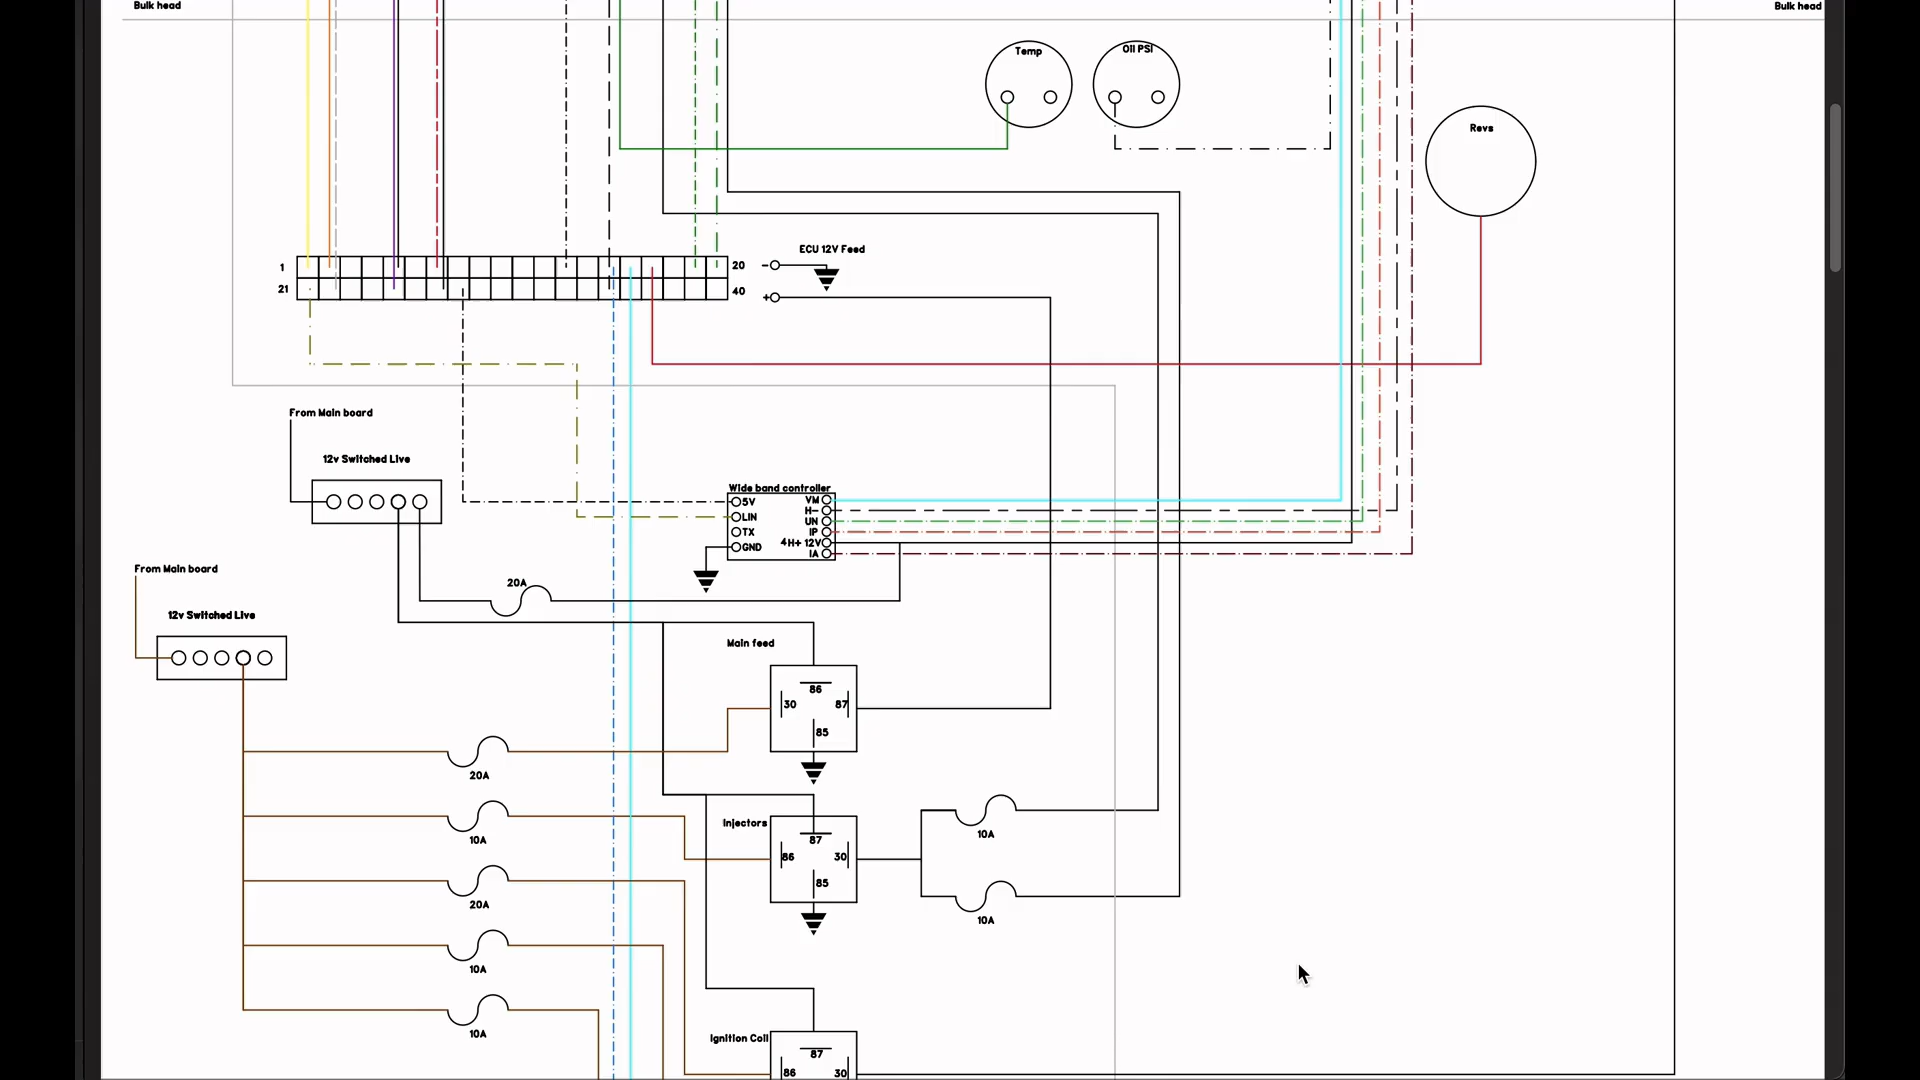 Bulk head
Bulk head
Temp
Oil PSI
Revs
ECU 12V Feed
1
20
-
21
40
+
From Main board
12v Switched Live
Wide band controller
5V
VM
H-
LIN
UN
TX
IP
GND
4 H+ 12V
IA
From Main board
20A
12v Switched Live
Main feed
86
30
87
85
20A
Injectors
87
86
30
85
10A
10A
20A
10A
10A
10A
Ignition Coil
87
86
30